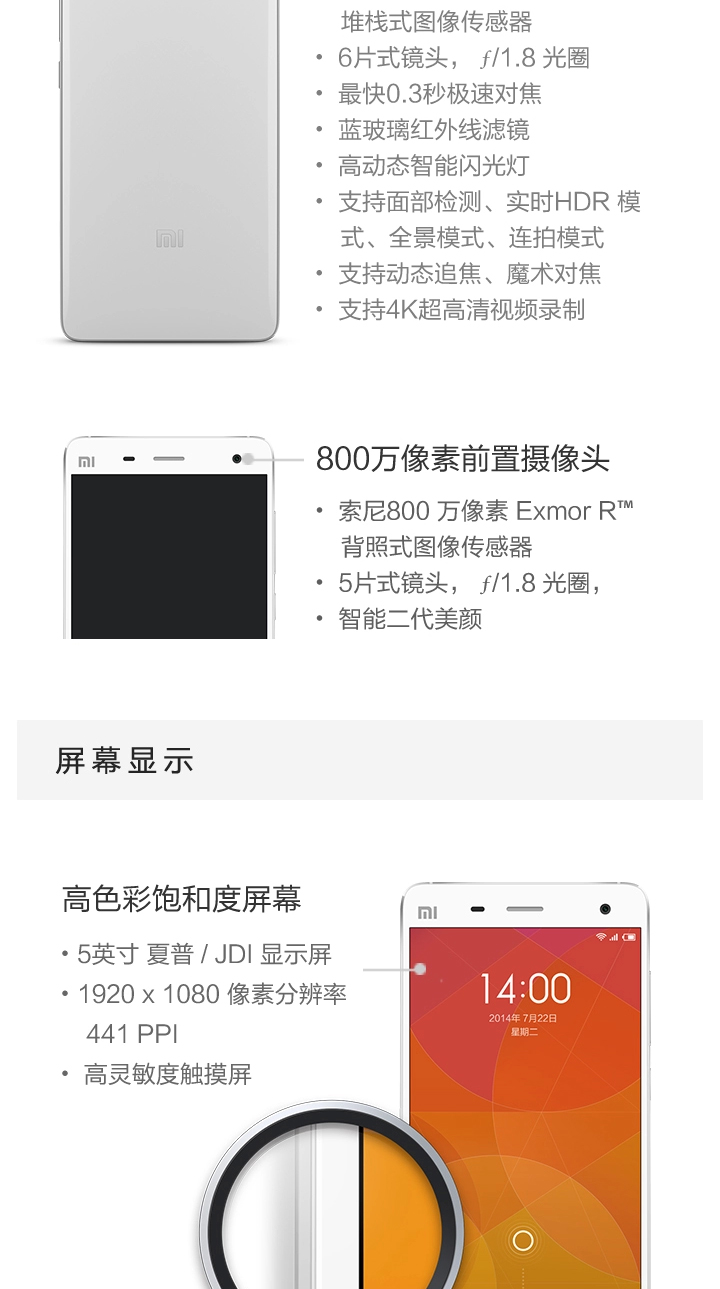 堆栈式图像传感器
• 6片式镜头， ƒ/1.8 光圈
• 最快0.3秒极速对焦
• 蓝玻璃红外线滤镜
• 高动态智能闪光灯
• 支持面部检测、实时HDR 模
式、全景模式、连拍模式
• 支持动态追焦、魔术对焦
• 支持4K超高清视频录制
MI
MI
800万像素前置摄像头
• 索尼800 万像素 Exmor R™
背照式图像传感器
• 5片式镜头， ƒ/1.8 光圈，
• 智能二代美颜
屏幕显示
高色彩饱和度屏幕
• 5英寸 夏普 / JDI 显示屏
• 1920 x 1080 像素分辨率
441 PPI
• 高灵敏度触摸屏
MI
14:00
2014年 7月22日
星期二